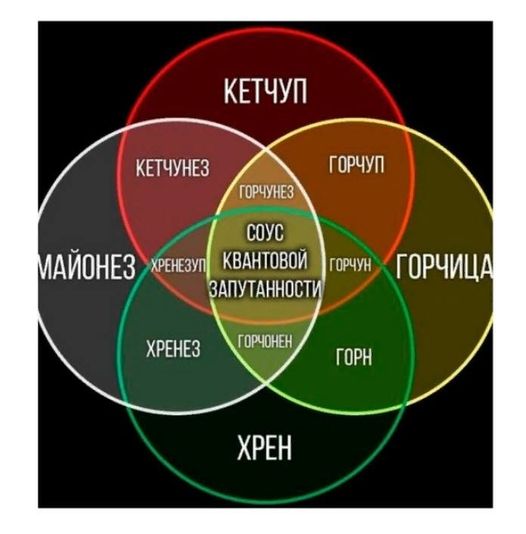 КЕТЧУП
КЕТЧУНЕЗ
ГОРЧУП
ГОРЧУНЕЗ
МАЙОНЕЗ
ХРЕНЕЗУП
СОУС
КВАНТОВОЙ
ЗАПУТАННОСТИ
ГОРЧУН
ГОРЧИЦА
ХРЕНЕЗ
ГОРЧОНЕН
ГОРН
ХРЕН